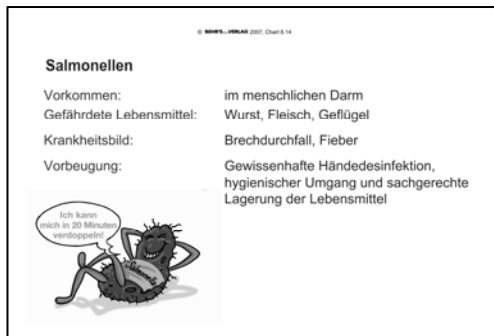 © BEHR'S...VERLAG 2007, Chart 6.14
Salmonellen
Vorkommen: im menschlichen Darm
Gefährdete Lebensmittel: Wurst, Fleisch, Geflügel
Krankheitsbild: Brechdurchfall, Fieber
Vorbeugung: Gewissenhafte Händedesinfektion,
hygienischer Umgang und sachgerechte
Lagerung der Lebensmittel
Ich kann
mich in 20 Minuten
verdoppeln!
Salmonelle